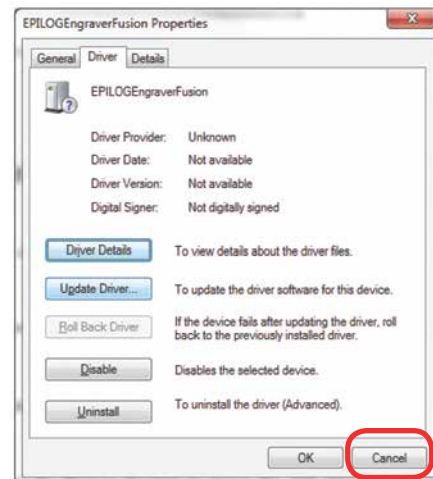 EPILOGEngraverFusion Properties
General Driver Details
EPILOGEngraverFusion
Driver Provider: Unknown
Driver Date: Not available
Driver Version: Not available
Digital Signer: Not digitally signed
Driver Details
To view details about the driver files.
Update Driver...
To update the driver software for this device.
Roll Back Driver
If the device fails after updating the driver, roll
back to the previously installed driver.
Disable
Disables the selected device.
Uninstall
To uninstall the driver (Advanced).
OK Cancel